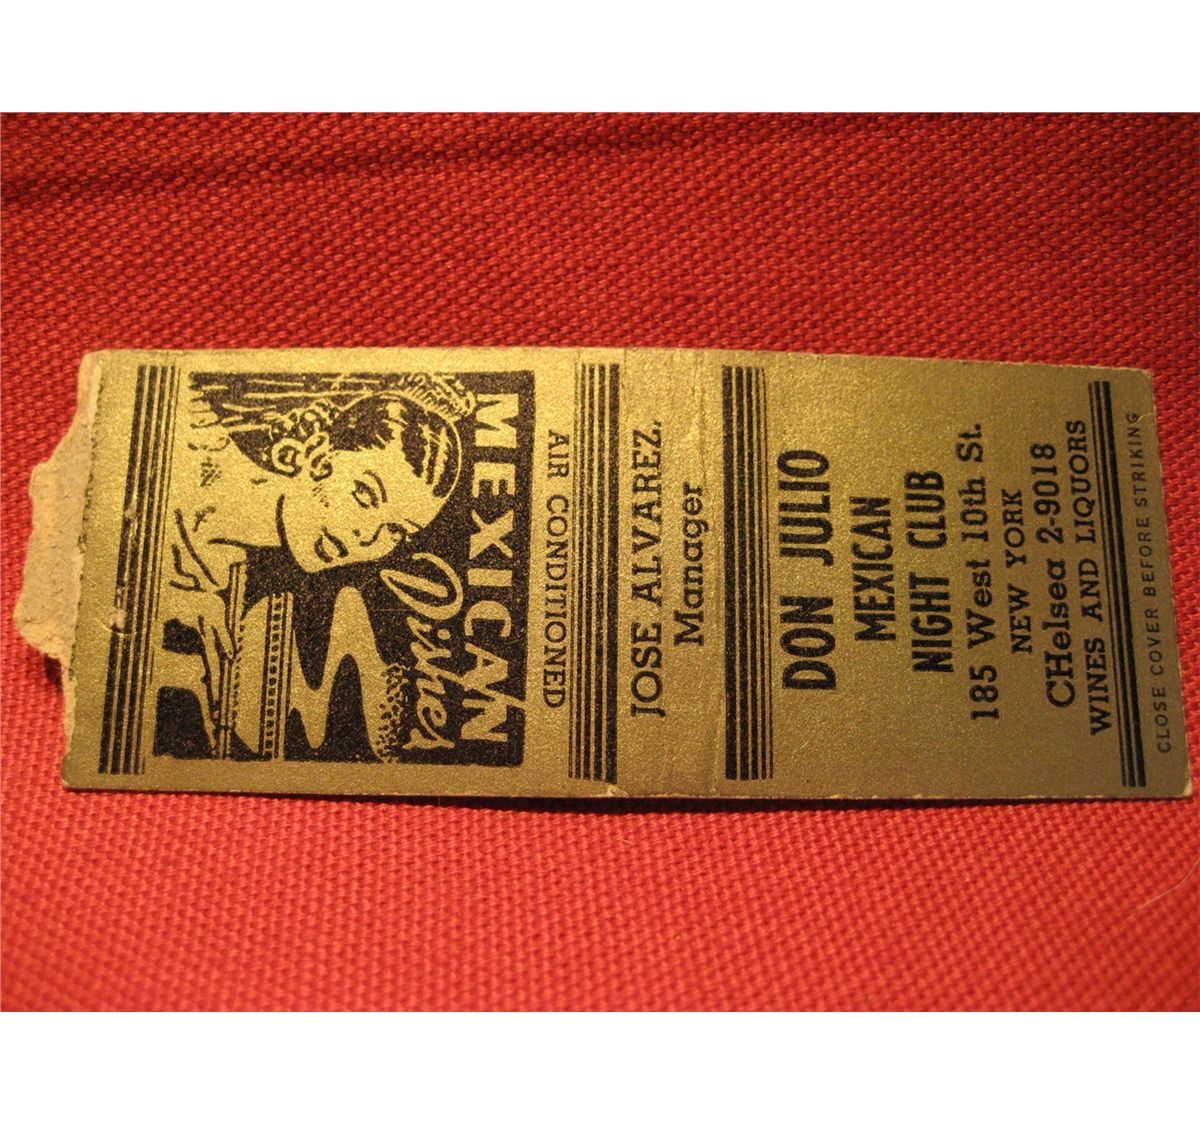 MEXICAN
Dishes
AIR CONDITIONED
JOSE ALVAREZ,
Manager
DON JULIO
MEXICAN
NIGHT CLUB
185 West 10th St.
NEW YORK
CHelsea 2-9018
WINES AND LIQUORS
CLOSE COVER BEFORE STRIKING